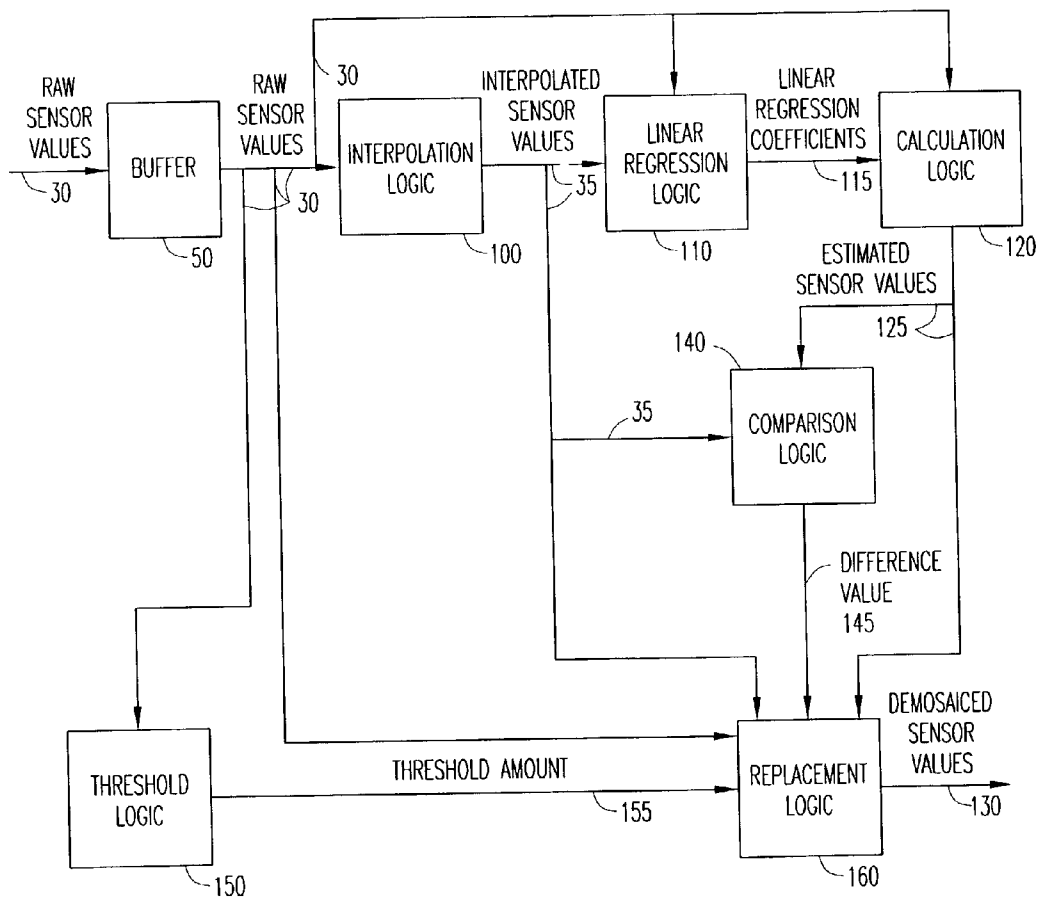 RAW
SENSOR
VALUES
30
BUFFER
50
RAW
SENSOR
VALUES
30
30
INTERPOLATION
LOGIC
100
INTERPOLATED
SENSOR
VALUES
35
LINEAR
REGRESSION
LOGIC
110
LINEAR
REGRESSION
COEFFICIENTS
115
CALCULATION
LOGIC
120
ESTIMATED
SENSOR VALUES
125
140
COMPARISON
LOGIC
35
DIFFERENCE
VALUE
145
THRESHOLD
LOGIC
150
THRESHOLD AMOUNT
155
REPLACEMENT
LOGIC
160
DEMOSAICED
SENSOR
VALUES
130